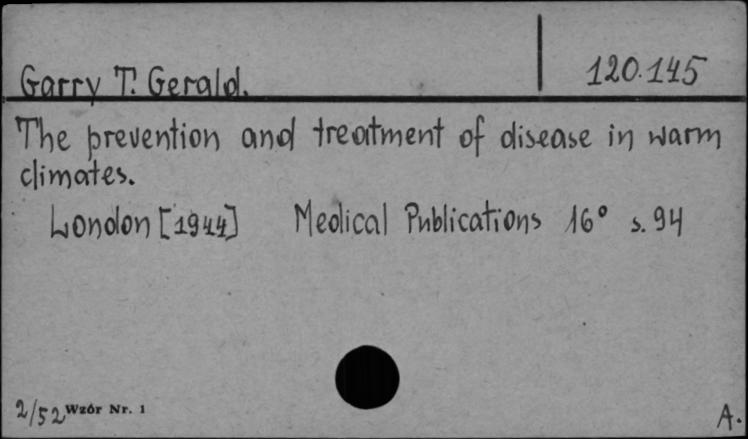 Garry T. Gerald.
120.145
The prevention and treatment of disease in warm
climates.
London [1944] Medical Publications 16° s. 94
2/52 Wzór Nr. 1
A.